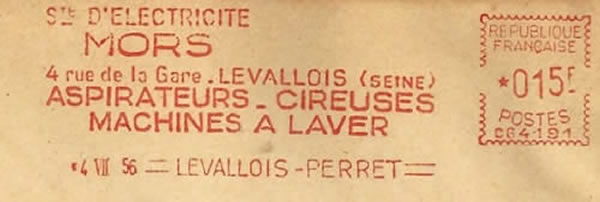 Sté D'ELECTRICITE
MORS
4 rue de la Gare - LEVALLOIS (SEINE)
ASPIRATEURS - CIREUSES
MACHINES A LAVER
*4 VII 56 = LEVALLOIS-PERRET =
REPUBLIQUE
FRANÇAISE
*015F
POSTES
CG4191